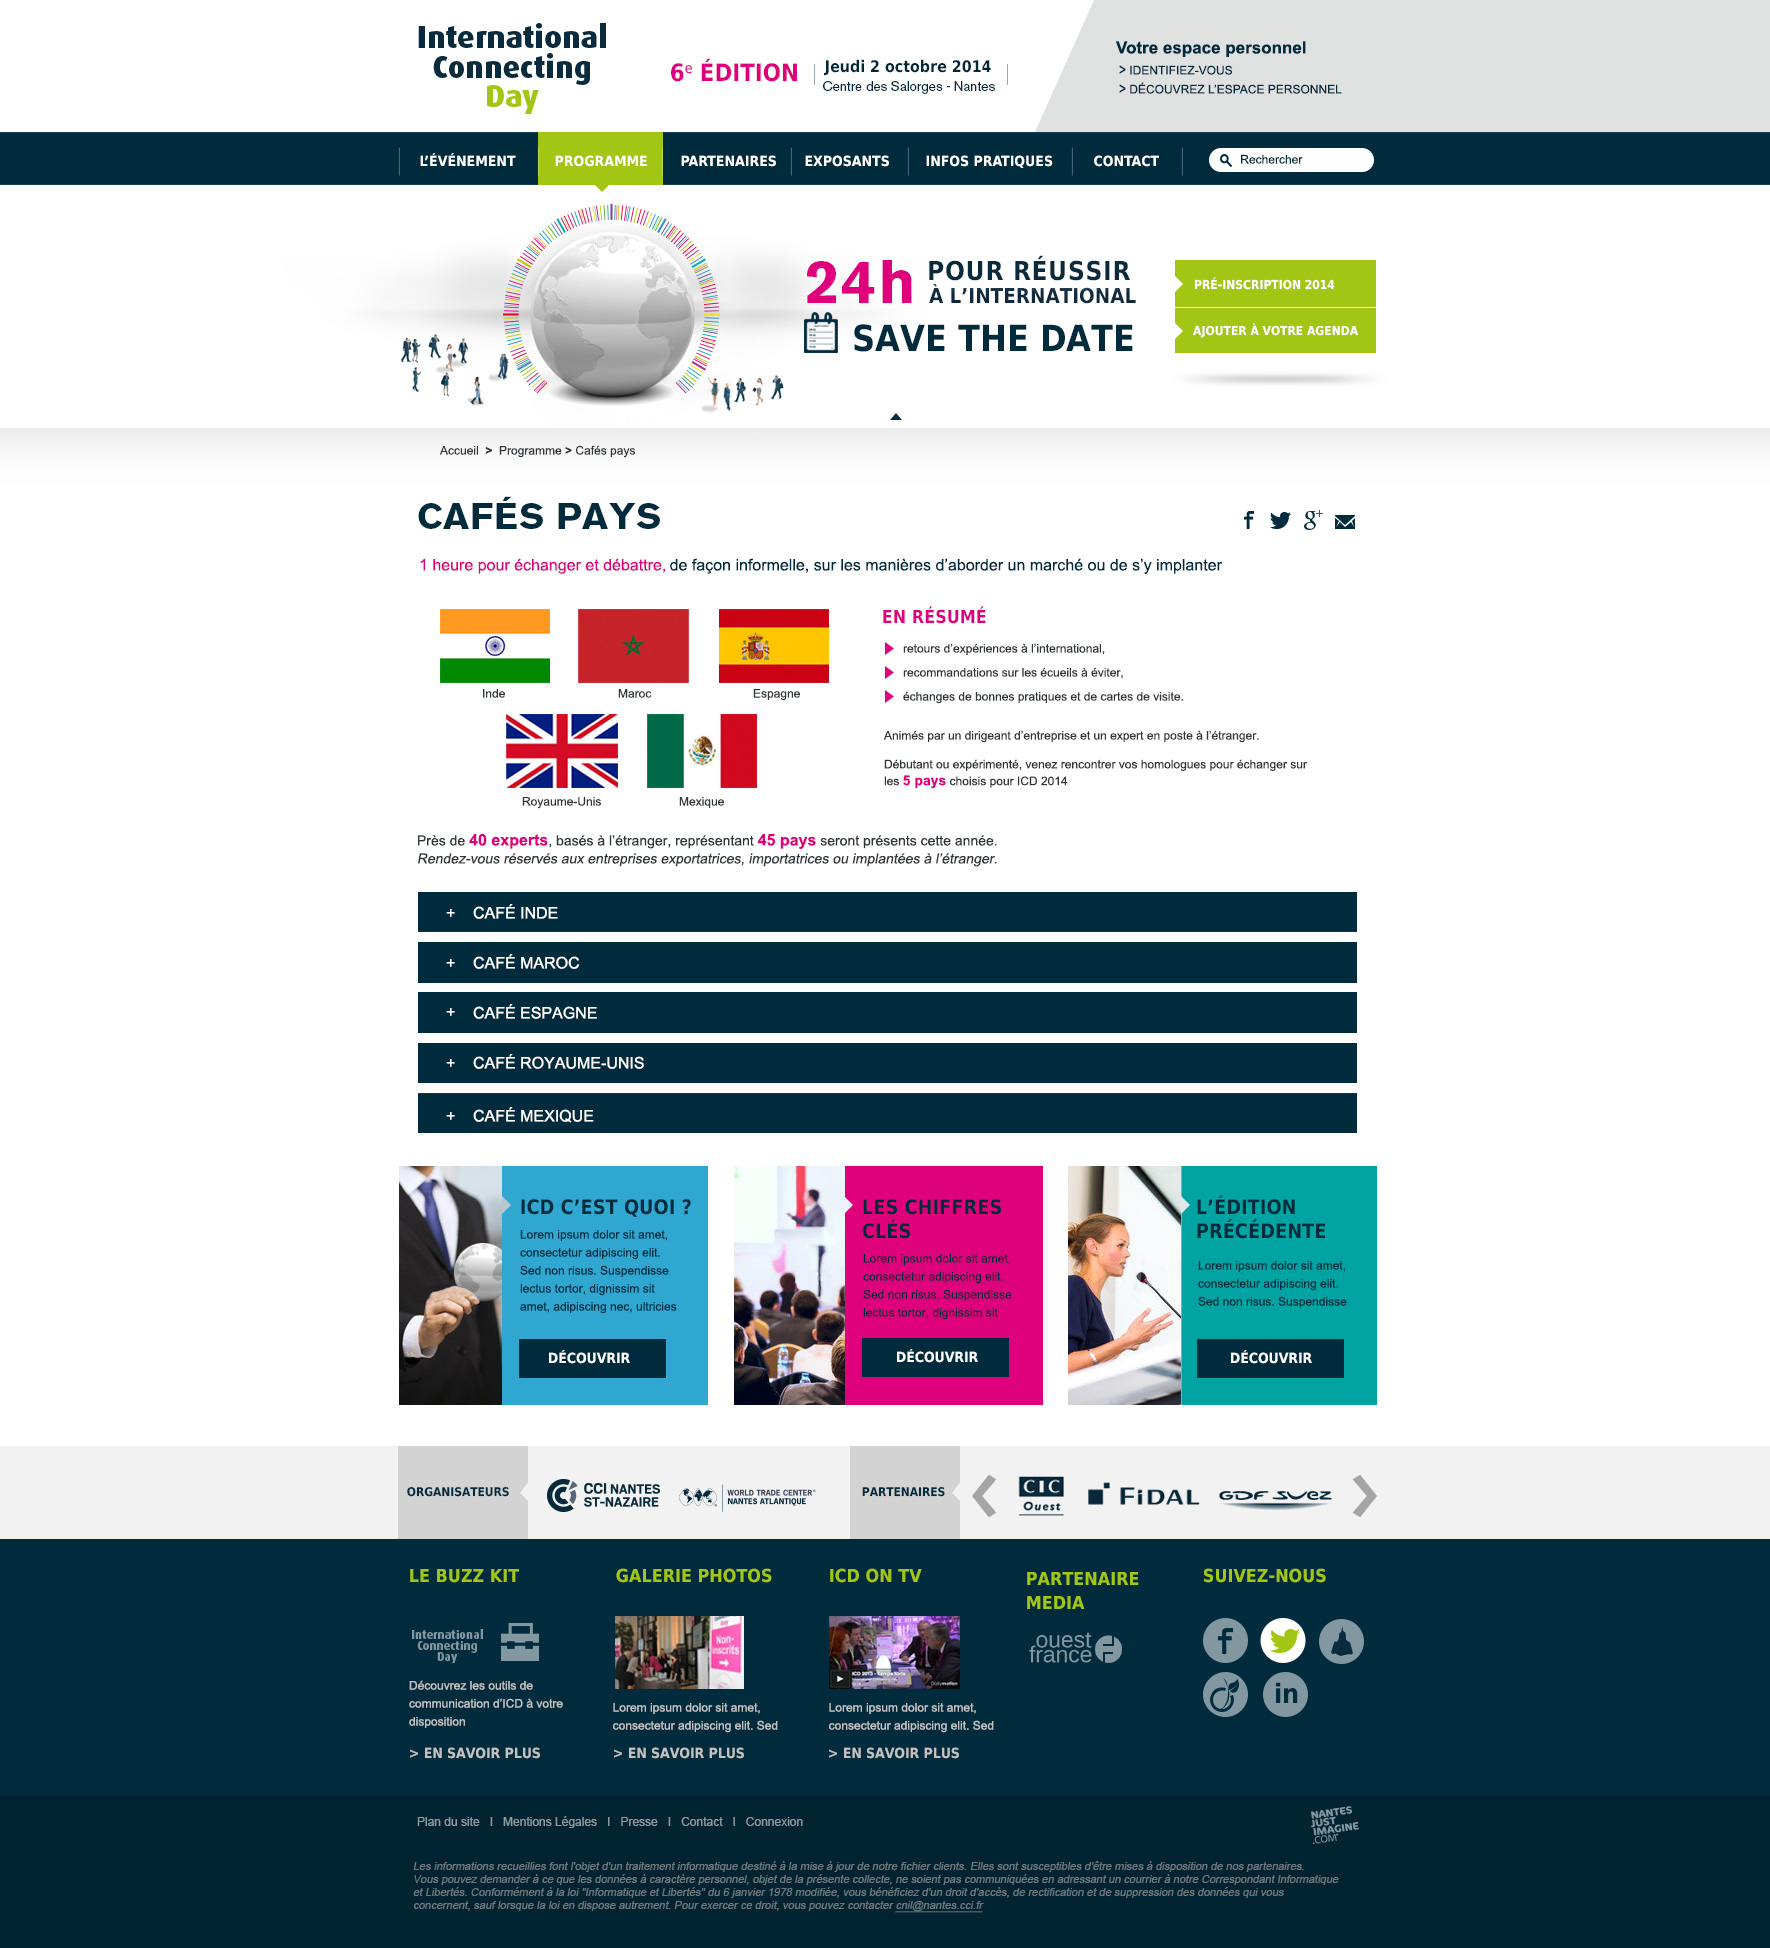 International
Connecting
Day
6e ÉDITION
Jeudi 2 octobre 2014
Centre des Salorges - Nantes
Votre espace personnel
> IDENTIFIEZ-VOUS
> DÉCOUVREZ L'ESPACE PERSONNEL
L'ÉVÉNEMENT
PROGRAMME
PARTENAIRES
EXPOSANTS
INFOS PRATIQUES
CONTACT
Rechercher
24h POUR RÉUSSIR
À L'INTERNATIONAL
SAVE THE DATE
PRÉ-INSCRIPTION 2014
AJOUTER À VOTRE AGENDA
Accueil > Programme > Cafés pays
CAFÉS PAYS
1 heure pour échanger et débattre, de façon informelle, sur les manières d'aborder un marché ou de s'y implanter
Inde
Maroc
Espagne
Royaume-Unis
Mexique
EN RÉSUMÉ
retours d'expériences à l'international,
recommandations sur les écueils à éviter,
échanges de bonnes pratiques et de cartes de visite.
Animés par un dirigeant d'entreprise et un expert en poste à l'étranger.
Débutant ou expérimenté, venez rencontrer vos homologues pour échanger sur
les 5 pays choisis pour ICD 2014
Près de 40 experts, basés à l'étranger, représentant 45 pays seront présents cette année.
Rendez-vous réservés aux entreprises exportatrices, importatrices ou implantées à l'étranger.
+ CAFÉ INDE
+ CAFÉ MAROC
+ CAFÉ ESPAGNE
+ CAFÉ ROYAUME-UNIS
+ CAFÉ MEXIQUE
ICD C'EST QUOI ?
Lorem ipsum dolor sit amet,
consectetur adipiscing elit.
Sed non risus. Suspendisse
lectus tortor, dignissim sit
amet, adipiscing nec, ultricies
DÉCOUVRIR
LES CHIFFRES
CLÉS
Lorem ipsum dolor sit amet,
consectetur adipiscing elit.
Sed non risus. Suspendisse
lectus tortor, dignissim sit
DÉCOUVRIR
L'ÉDITION
PRÉCÉDENTE
Lorem ipsum dolor sit amet,
consectetur adipiscing elit.
Sed non risus. Suspendisse
DÉCOUVRIR
ORGANISATEURS
CCI NANTES
ST-NAZAIRE
WORLD TRADE CENTER®
NANTES ATLANTIQUE
PARTENAIRES
CIC
Ouest
FiDAL
GDF SUEZ
LE BUZZ KIT
International
Connecting
Day
Découvrez les outils de
communication d'ICD à votre
disposition
> EN SAVOIR PLUS
GALERIE PHOTOS
Non-
inscrits
Lorem ipsum dolor sit amet,
consectetur adipiscing elit. Sed
> EN SAVOIR PLUS
ICD ON TV
Dailymotion
Lorem ipsum dolor sit amet,
consectetur adipiscing elit. Sed
> EN SAVOIR PLUS
PARTENAIRE
MEDIA
ouest
france
SUIVEZ-NOUS
Plan du site I Mentions Légales I Presse I Contact I Connexion
NANTES
JUST
IMAGINE
.COM
Les informations recueillies font l'objet d'un traitement informatique destiné à la mise à jour de notre fichier clients. Elles sont susceptibles d'être mises à disposition de nos partenaires.
Vous pouvez demander à ce que les données à caractère personnel, objet de la présente collecte, ne soient pas communiquées en adressant un courrier à notre Correspondant Informatique
et Libertés. Conformément à la loi "Informatique et Libertés" du 6 janvier 1978 modifiée, vous bénéficiez d'un droit d'accès, de rectification et de suppression des données qui vous
concernent, sauf lorsque la loi en dispose autrement. Pour exercer ce droit, vous pouvez contacter cnil@nantes.cci.fr